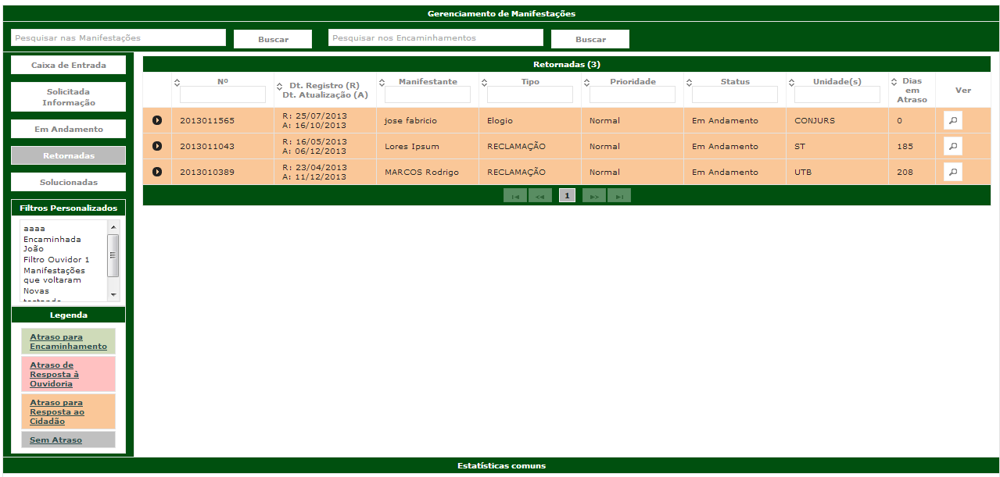 Gerenciamento de Manifestações
Pesquisar nas Manifestações Buscar Pesquisar nos Encaminhamentos Buscar
Caixa de Entrada
Solicitada
Informação
Em Andamento
Retornadas
Solucionadas
Filtros Personalizados
aaaa
Encaminhada
João
Filtro Ouvidor 1
Manifestações
que voltaram
Novas
Legenda
Atraso para
Encaminhamento
Atraso de
Resposta à
Ouvidoria
Atraso para
Resposta ao
Cidadão
Sem Atraso
Retornadas (3)
Nº Dt. Registro (R) Manifestante Tipo Prioridade Status Unidade(s) Dias Ver
Dt. Atualização (A) em
Atraso
2013011565 R: 25/07/2013 jose fabricio Elogio Normal Em Andamento CONJURS 0
A: 16/10/2013
2013011043 R: 16/05/2013 Lores Ipsum RECLAMAÇÃO Normal Em Andamento ST 185
A: 06/12/2013
2013010389 R: 23/04/2013 MARCOS Rodrigo RECLAMAÇÃO Normal Em Andamento UTB 208
A: 11/12/2013
1
Estatísticas comuns